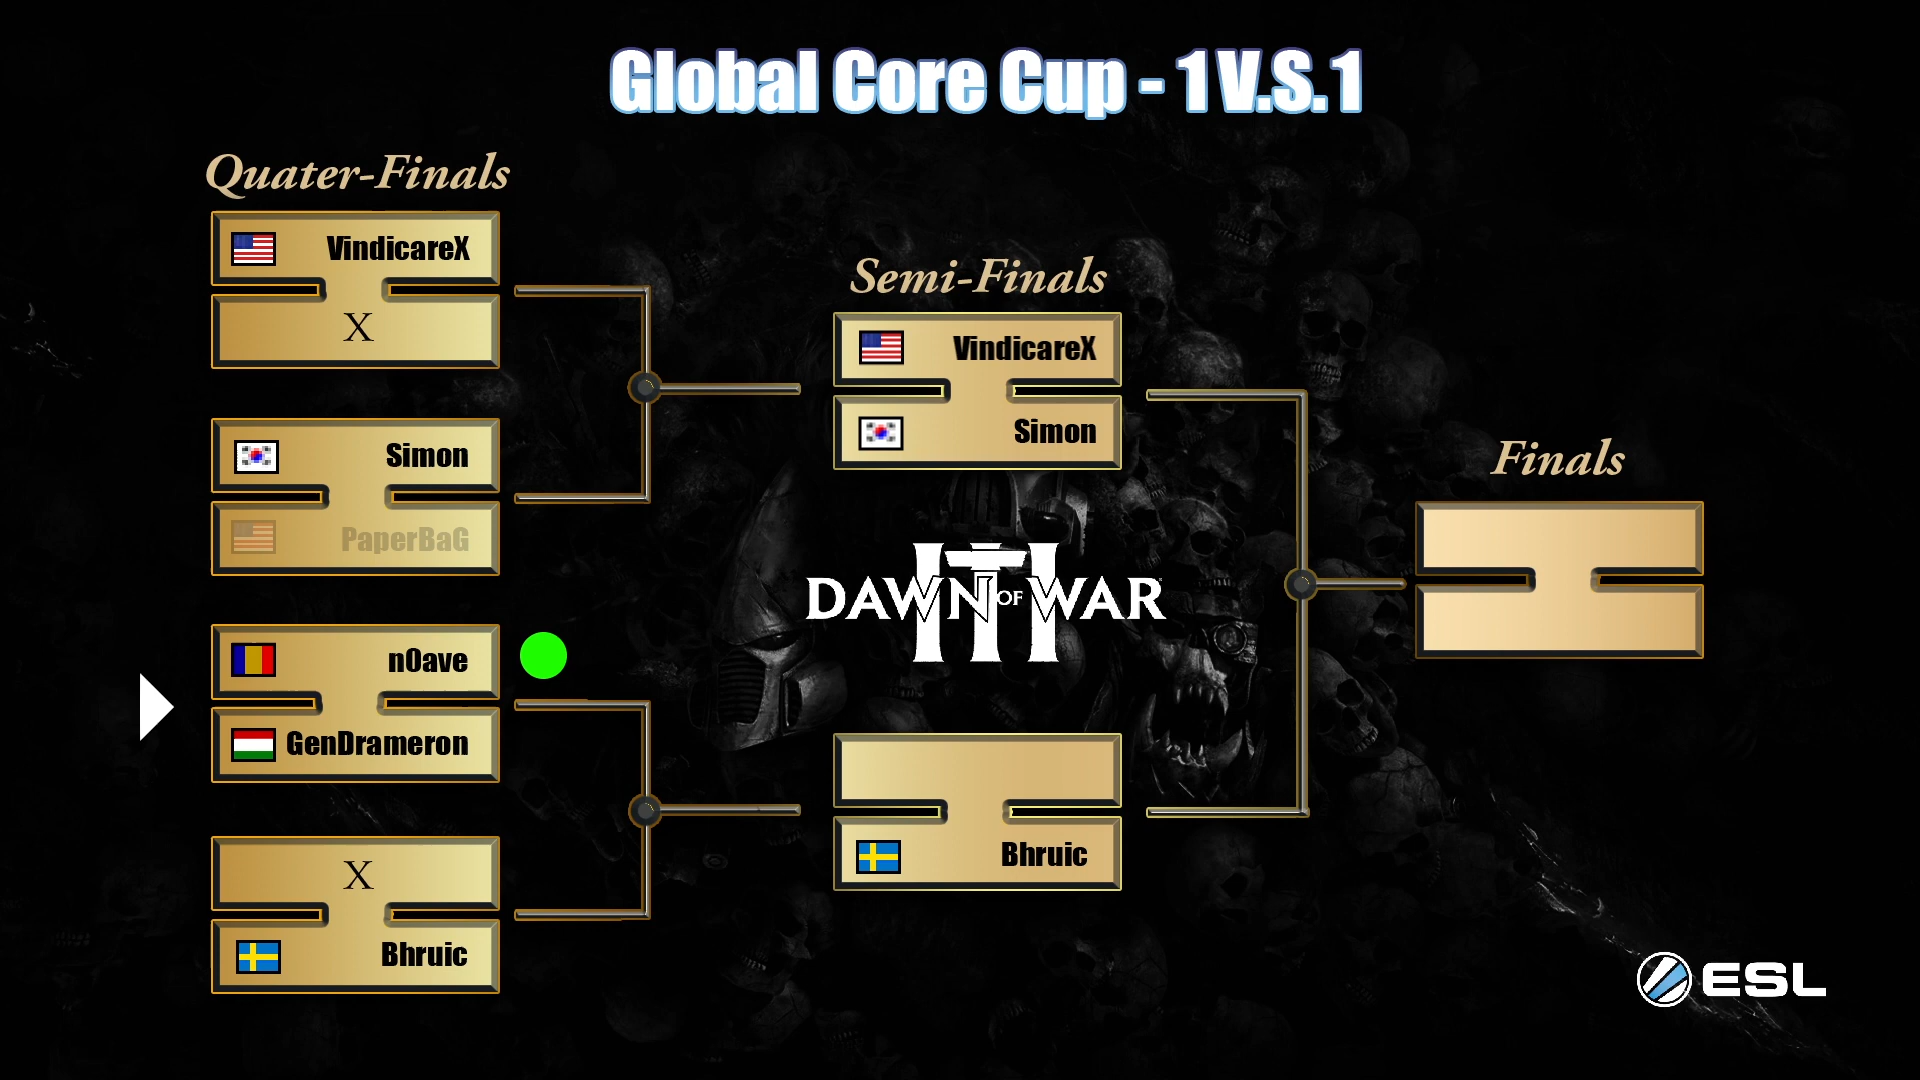 Global Core Cup - 1 V.S. 1
Quater-Finals
VindicareX
X
Simon
PaperBaG
n0ave
GenDrameron
X
Bhruic
Semi-Finals
VindicareX
Simon
DAWN OF WAR
III
Bhruic
Finals
ESL